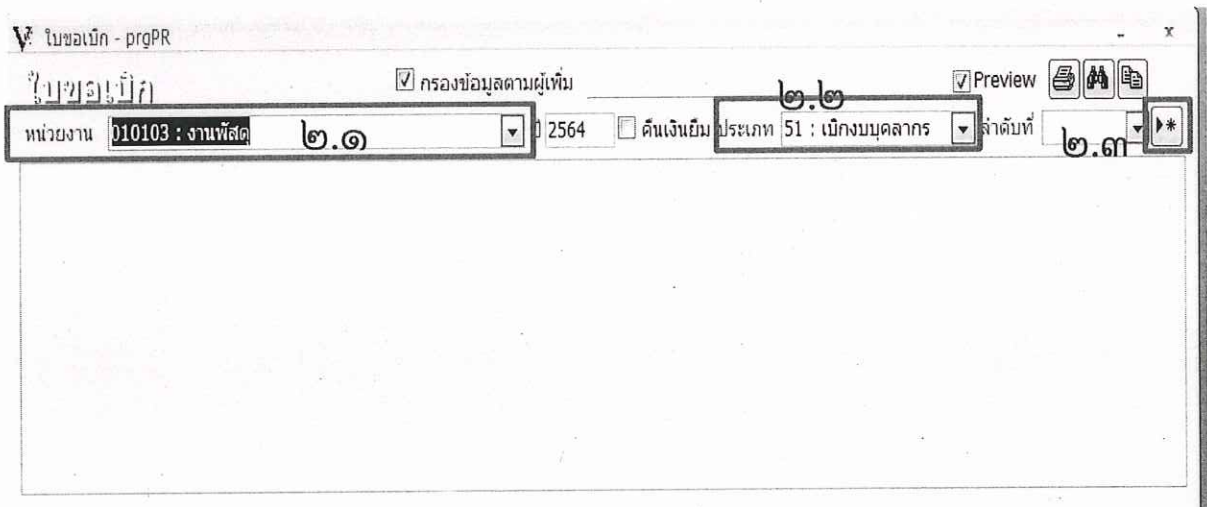 ใบขอเบิก - prgPR
ใบขอเบิก กรองข้อมูลตามผู้เพิ่ม ๒.๒ Preview
หน่วยงาน 010103 : งานพัสดุ ๒.๑ 2564 คืนเงินยืม ประเภท 51 : เบิกงบบุคลากร ลำดับที่ ๒.๓